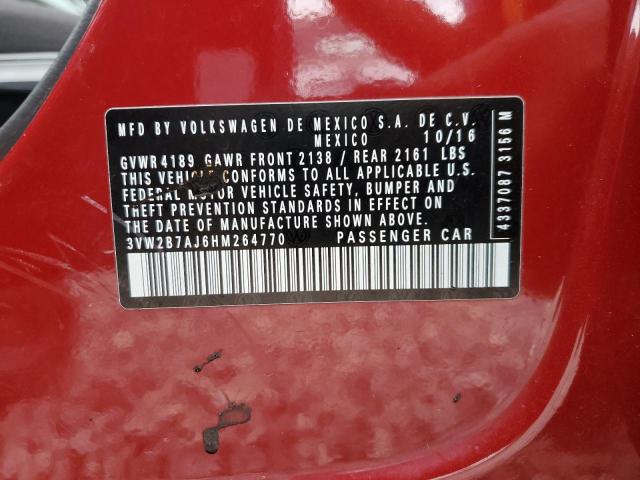 MFD BY VOLKSWAGEN DE MEXICO S.A. DE C.V.
MEXICO 10/16
GVWR 4189 GAWR FRONT 2138 / REAR 2161 LBS
THIS VEHICLE CONFORMS TO ALL APPLICABLE U.S.
FEDERAL MOTOR VEHICLE SAFETY, BUMPER AND
THEFT PREVENTION STANDARDS IN EFFECT ON
THE DATE OF MANUFACTURE SHOWN ABOVE.
3VW2B7AJ6HM264770 PASSENGER CAR
4337087 3156 M